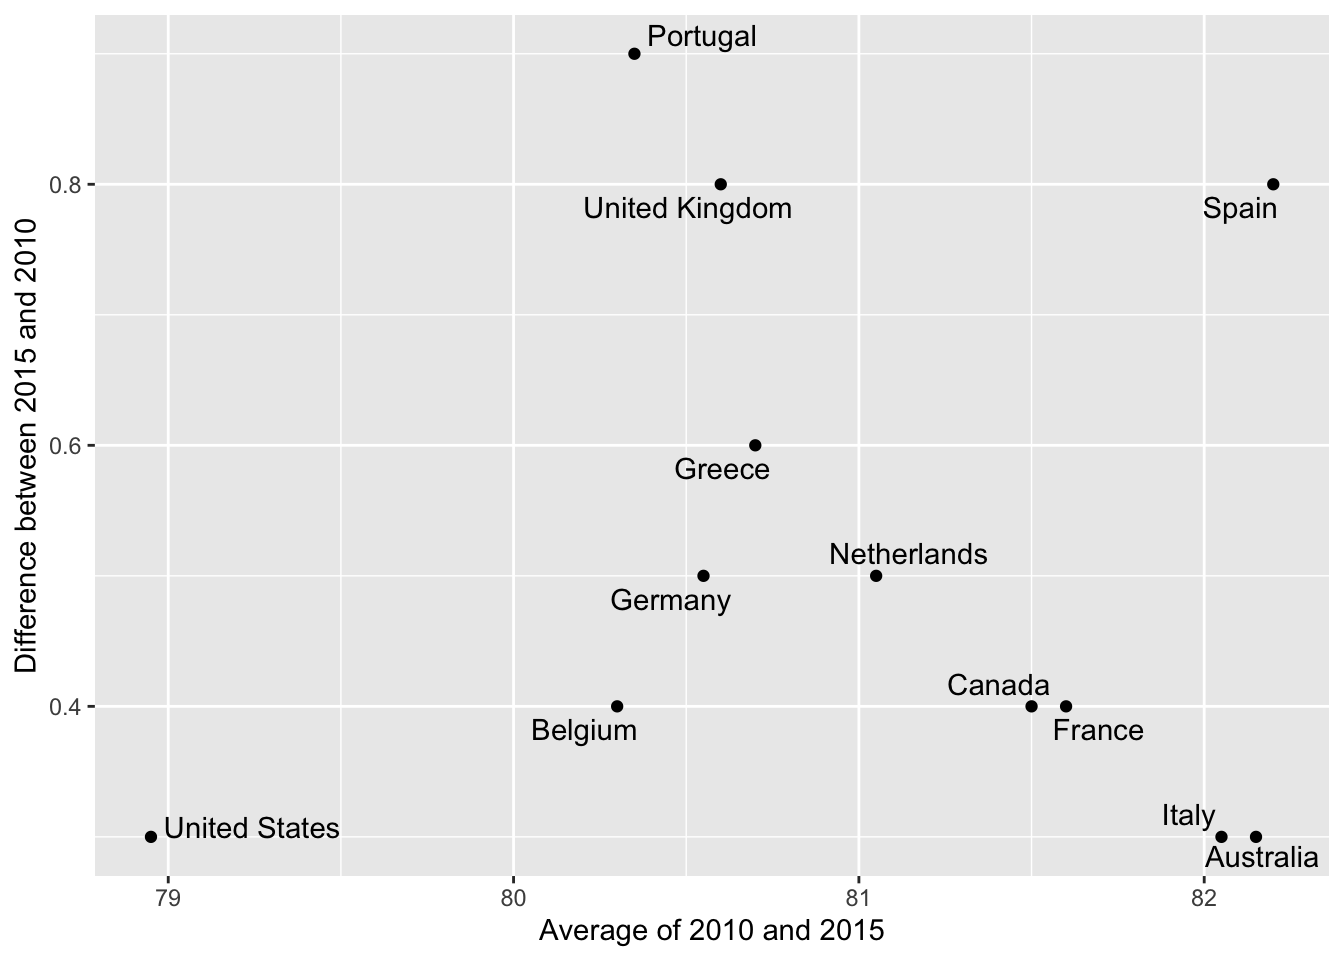 Portugal
United Kingdom
Spain
0.8
Difference between 2015 and 2010
0.6
Greece
Netherlands
Germany
Canada
0.4
Belgium
France
Italy
United States
Australia
79
80
81
82
Average of 2010 and 2015